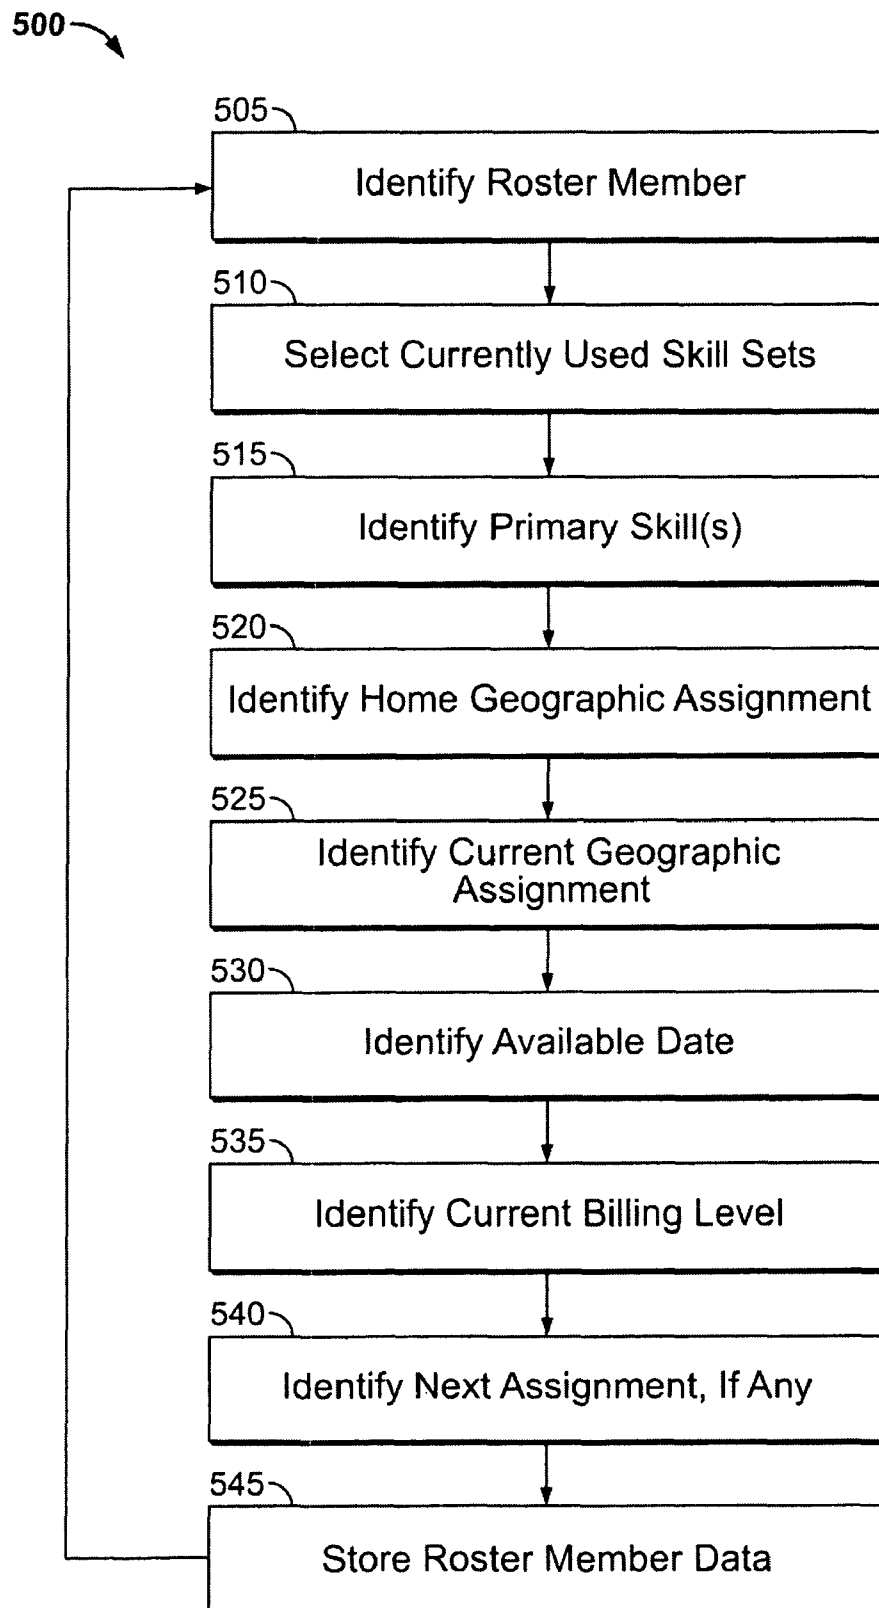 500
505
Identify Roster Member
510
Select Currently Used Skill Sets
515
Identify Primary Skill(s)
520
Identify Home Geographic Assignment
525
Identify Current Geographic
Assignment
530
Identify Available Date
535
Identify Current Billing Level
540
Identify Next Assignment, If Any
545
Store Roster Member Data